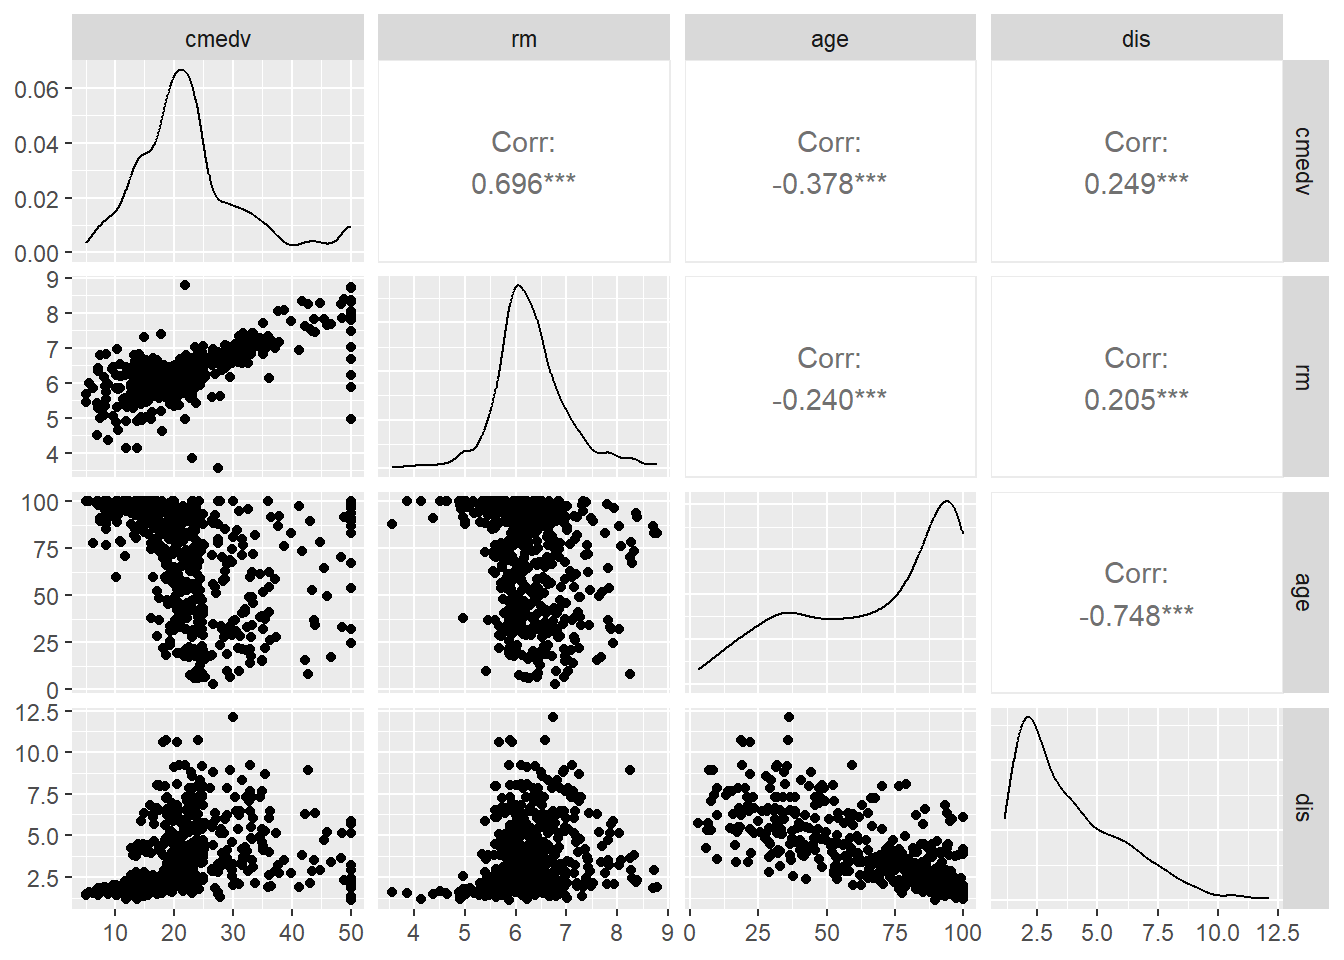 cmedv rm age dis
0.06
0.04
0.02
0.00
Corr:
0.696***
Corr:
-0.378***
Corr:
0.249***
cmedv
9
8
7
6
5
4
Corr:
-0.240***
Corr:
0.205***
rm
100
75
50
25
0
Corr:
-0.748***
age
12.5
10.0
7.5
5.0
2.5
dis
10 20 30 40 50 4 5 6 7 8 9 0 25 50 75 100 2.5 5.0 7.5 10.0 12.5